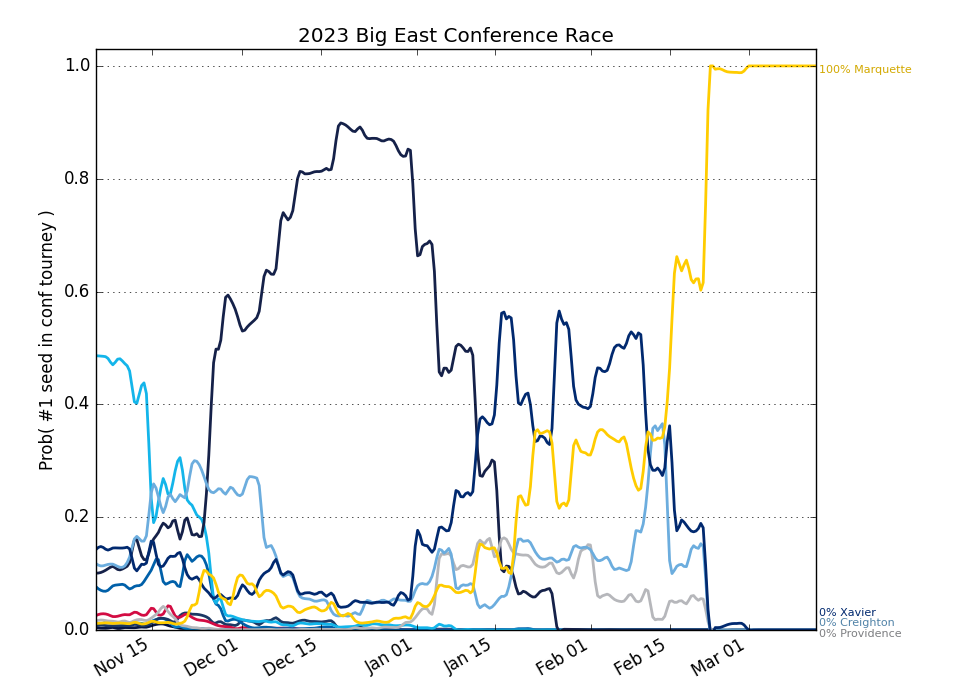 2023 Big East Conference Race
Prob( #1 seed in conf tourney )
1.0
0.8
0.6
0.4
0.2
0.0
Nov 15
Dec 01
Dec 15
Jan 01
Jan 15
Feb 01
Feb 15
Mar 01
100% Marquette
0% Xavier
0% Creighton
0% Providence